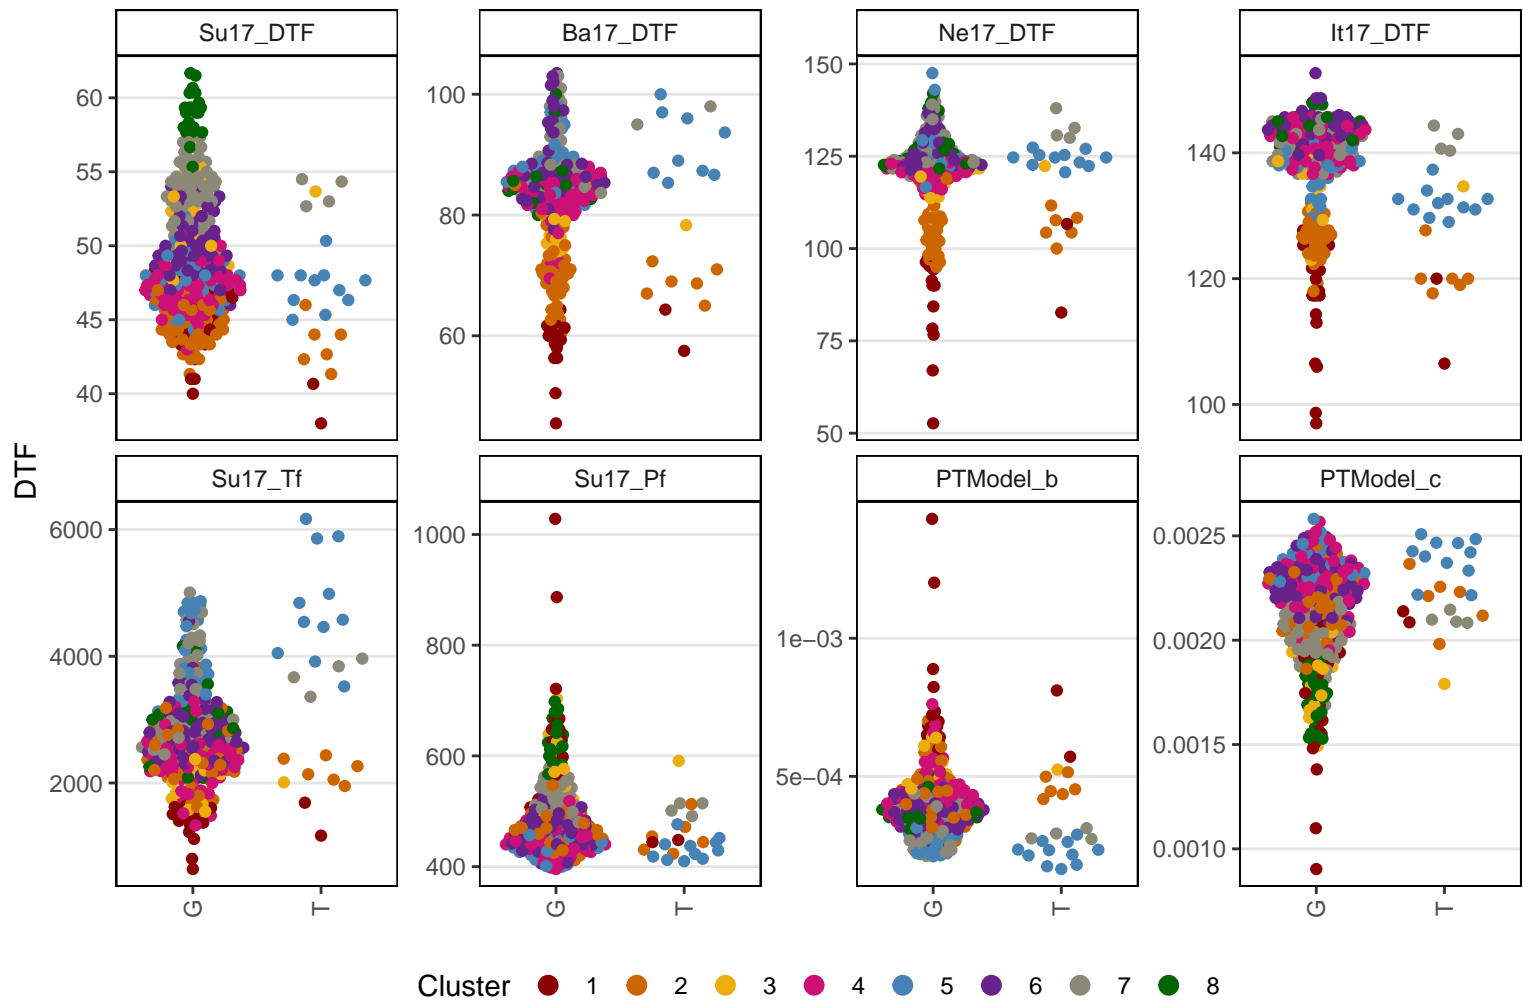 Su17_DTF Ba17_DTF Ne17_DTF It17_DTF
60 55 50 45 40
100 80 60
150 125 100 75 50
140 120 100
DTF
Su17_Tf Su17_Pf PTModel_b PTModel_c
6000 4000 2000
1000 800 600 400
1e−03 5e−04
0.0025 0.0020 0.0015 0.0010
G T G T G T G T
Cluster 1 2 3 4 5 6 7 8